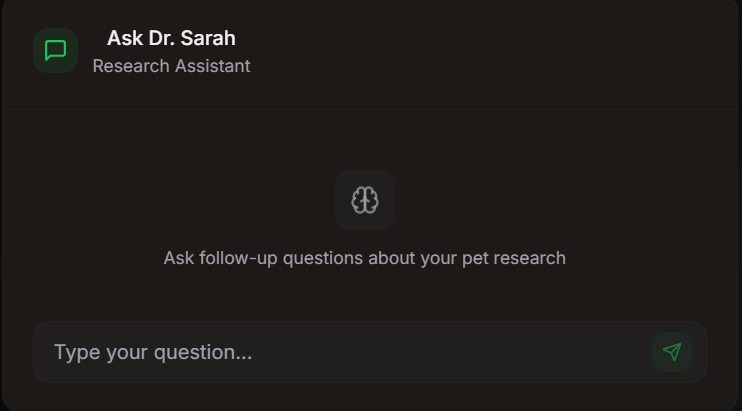 Ask Dr. Sarah
Research Assistant
Ask follow-up questions about your pet research
Type your question...